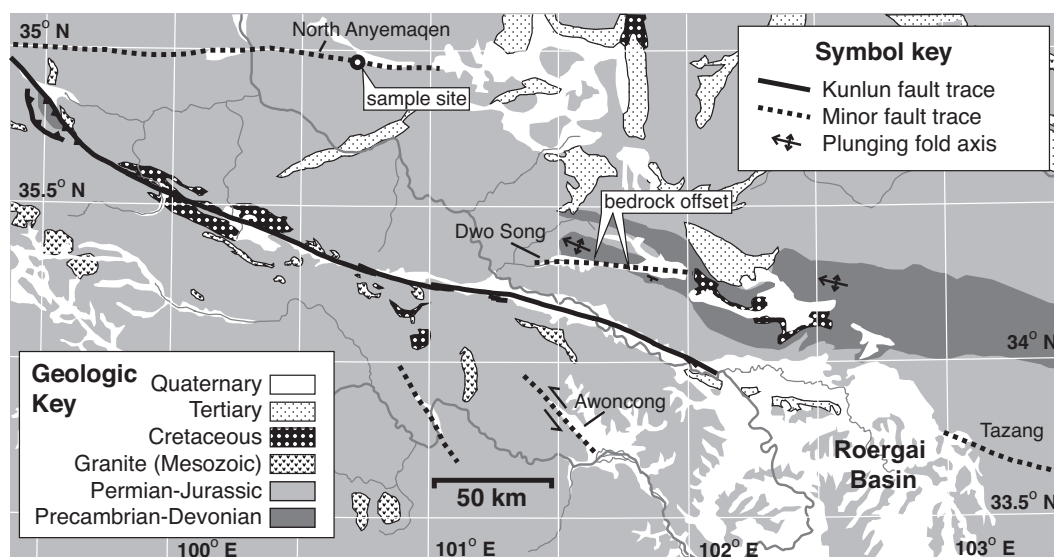 35° N
North Anyemaqen
sample site
Symbol key
Kunlun fault trace
Minor fault trace
Plunging fold axis
35.5° N
bedrock offset
Dwo Song
34° N
Geologic
Key
Quaternary
Tertiary
Cretaceous
Granite (Mesozoic)
Permian-Jurassic
Precambrian-Devonian
Awoncong
50 km
Roergai
Basin
Tazang
33.5° N
100° E
101° E
102° E
103° E